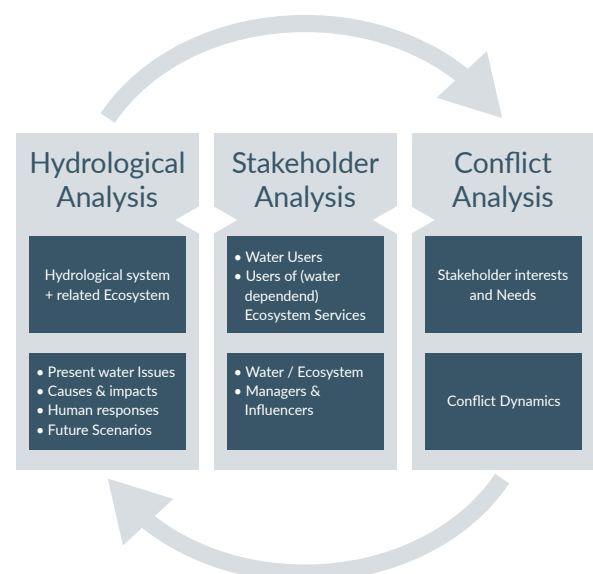 Hydrological
Analysis
Hydrological system
+ related Ecosystem
• Present water Issues
• Causes & impacts
• Human responses
• Future Scenarios
Stakeholder
Analysis
• Water Users
• Users of (water
dependend)
Ecosystem Services
• Water / Ecosystem
• Managers &
Influencers
Conflict
Analysis
Stakeholder interests
and Needs
Conflict Dynamics